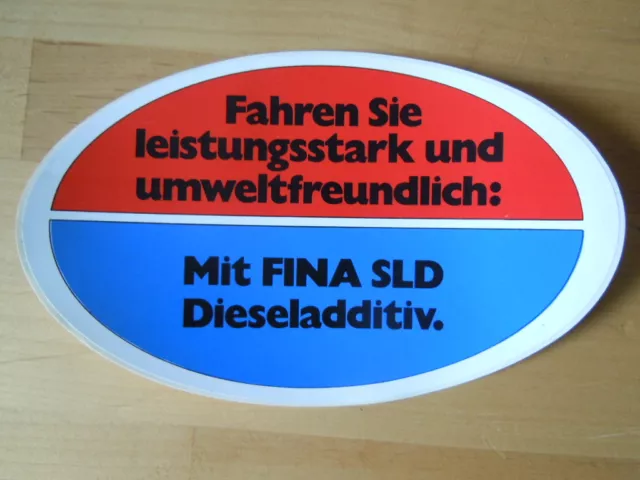 Fahren Sie
leistungsstark und
umweltfreundlich:
Mit FINA SLD
Dieseladditiv.